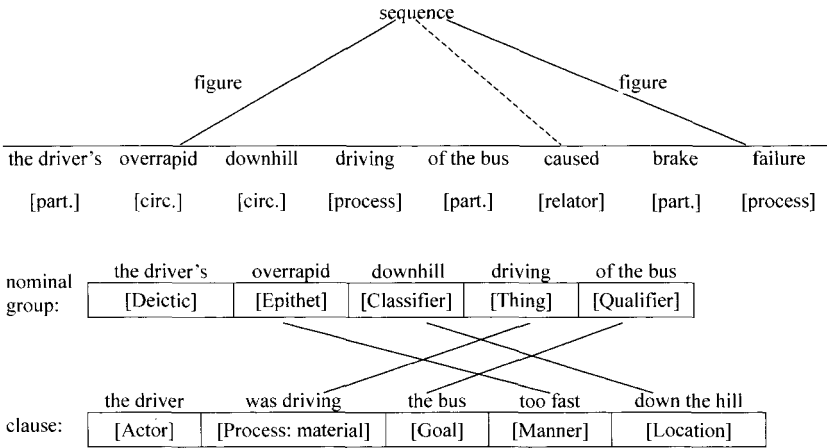 sequence
figure figure
the driver's overrapid downhill driving of the bus caused brake failure
[part.] [circ.] [circ.] [process] [part.] [relator] [part.] [process]
the driver's overrapid downhill driving of the bus
nominal group: [Deictic] [Epithet] [Classifier] [Thing] [Qualifier]
the driver was driving the bus too fast down the hill
clause: [Actor] [Process: material] [Goal] [Manner] [Location]